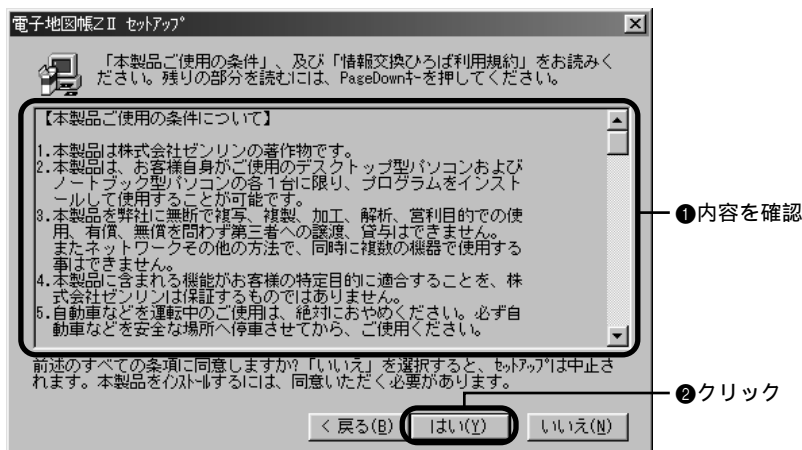 電子地図帳ZⅡ セットアップ
「本製品ご使用の条件」、及び「情報交換ひろば利用規約」をお読みく
ださい。残りの部分を読むには、PageDownキーを押してください。
【本製品ご使用の条件について】
1.本製品は株式会社ゼンリンの著作物です。
2.本製品は、お客様自身がご使用のデスクトップ型パソコンおよび
ノートブック型パソコンの各1台に限り、プログラムをインスト
ールして使用することが可能です。
3.本製品を弊社に無断で複写、複製、加工、解析、営利目的での使
用、有償、無償を問わず第三者への譲渡、貸与はできません。
またネットワークその他の方法で、同時に複数の機器で使用する
事はできません。
4.本製品に含まれる機能がお客様の特定目的に適合することを、株
式会社ゼンリンは保証するものではありません。
5.自動車などを運転中のご使用は、絶対におやめください。必ず自
動車などを安全な場所へ停車させてから、ご使用ください。
❶内容を確認
前述のすべての条項に同意しますか?「いいえ」を選択すると、セットアップは中止さ
れます。本製品をインストールするには、同意いただく必要があります。
❷クリック
< 戻る(B) はい(Y) いいえ(N)